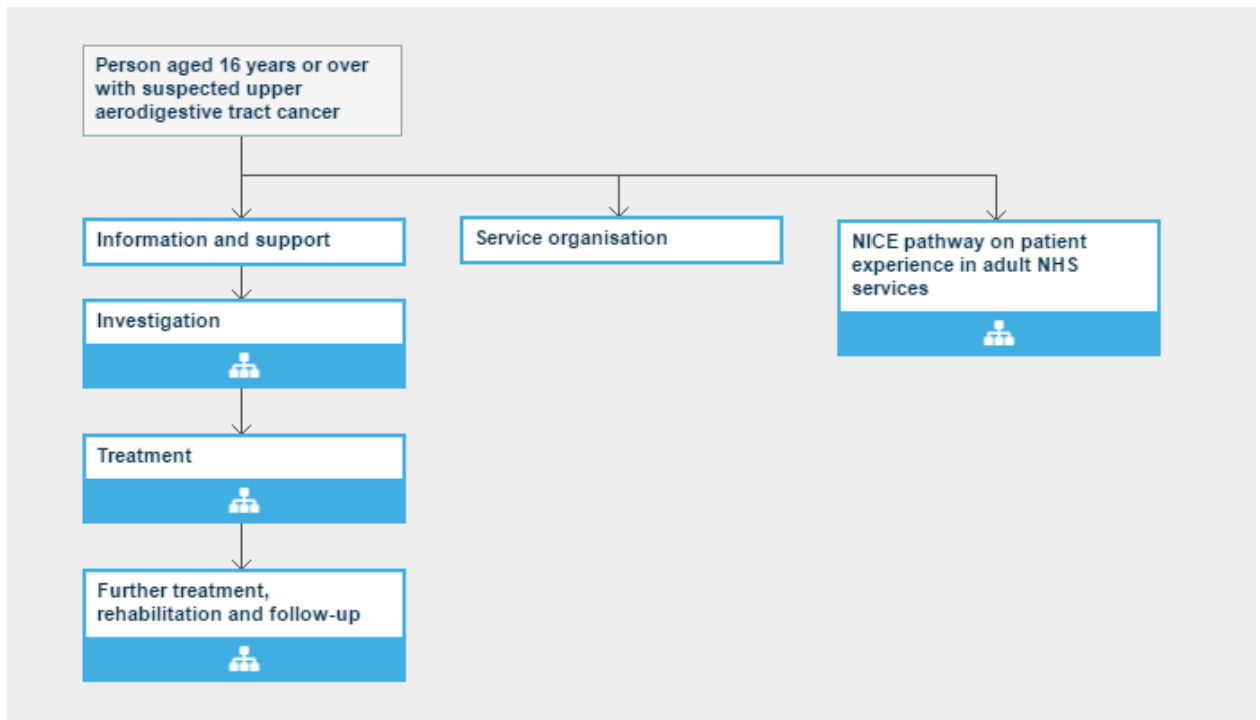 Person aged 16 years or over
with suspected upper
aerodigestive tract cancer
Information and support
Service organisation
NICE pathway on patient
experience in adult NHS
services
Investigation
Treatment
Further treatment,
rehabilitation and follow-up